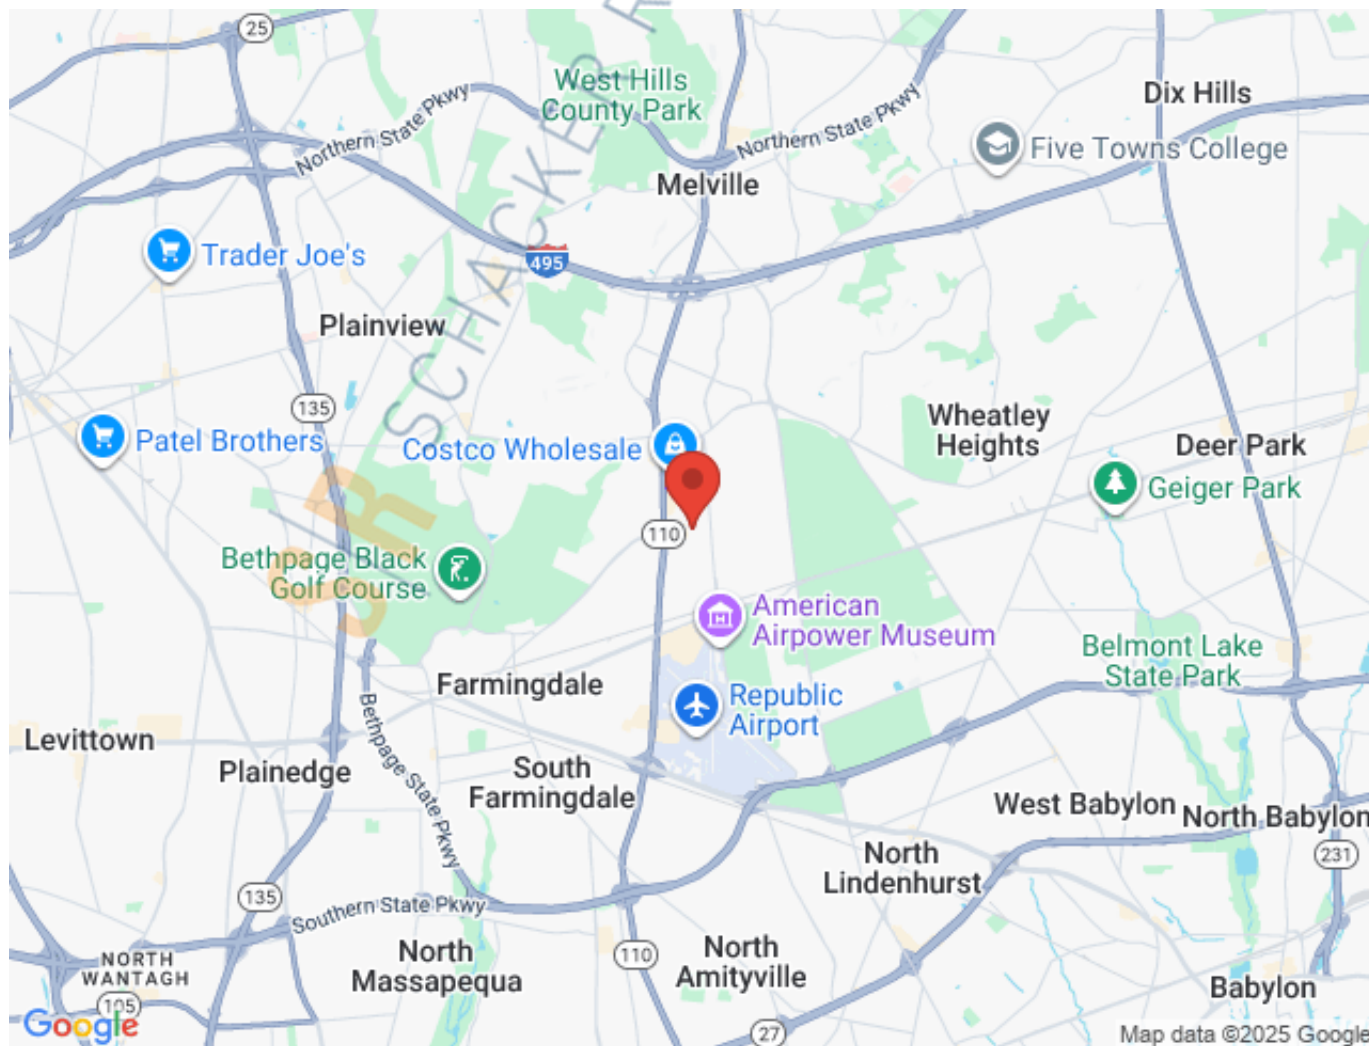 25
West Hills
County Park
Dix Hills
Northern State Pkwy
Northern State Pkwy
Five Towns College
Melville
Trader Joe's
495
Plainview
SCHACKER R
135
Wheatley
Heights
Patel Brothers
Costco Wholesale
Deer Park
Geiger Park
SR
110
Bethpage Black
Golf Course
American
Airpower Museum
Belmont Lake
State Park
Farmingdale
Republic
Airport
Levittown
Bethpage State Pkwy
Plainedge
South
Farmingdale
West Babylon
North Babylon
North
Lindenhurst
231
135
Southern State Pkwy
NORTH
WANTAGH
North
Massapequa
110
North
Amityville
Babylon
105
Google
27
Map data ©2025 Google